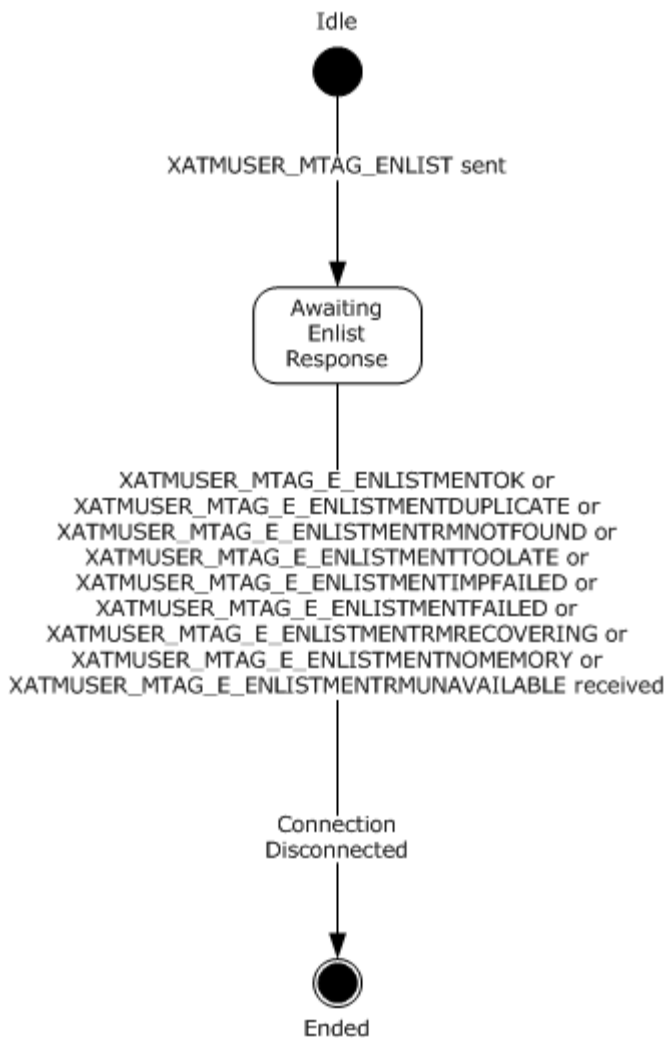 Idle
XATMUSER_MTAG_ENLIST sent
Awaiting
Enlist
Response
XATMUSER_MTAG_E_ENLISTMENTOK or
XATMUSER_MTAG_E_ENLISTMENTDUPLICATE or
XATMUSER_MTAG_E_ENLISTMENTRMNOTFOUND or
XATMUSER_MTAG_E_ENLISTMENTTOOLATE or
XATMUSER_MTAG_E_ENLISTMENTIMPFAILED or
XATMUSER_MTAG_E_ENLISTMENTFAILED or
XATMUSER_MTAG_E_ENLISTMENTRMRECOVERING or
XATMUSER_MTAG_E_ENLISTMENTNOMEMORY or
XATMUSER_MTAG_E_ENLISTMENTRMUNAVAILABLE received
Connection
Disconnected
Ended